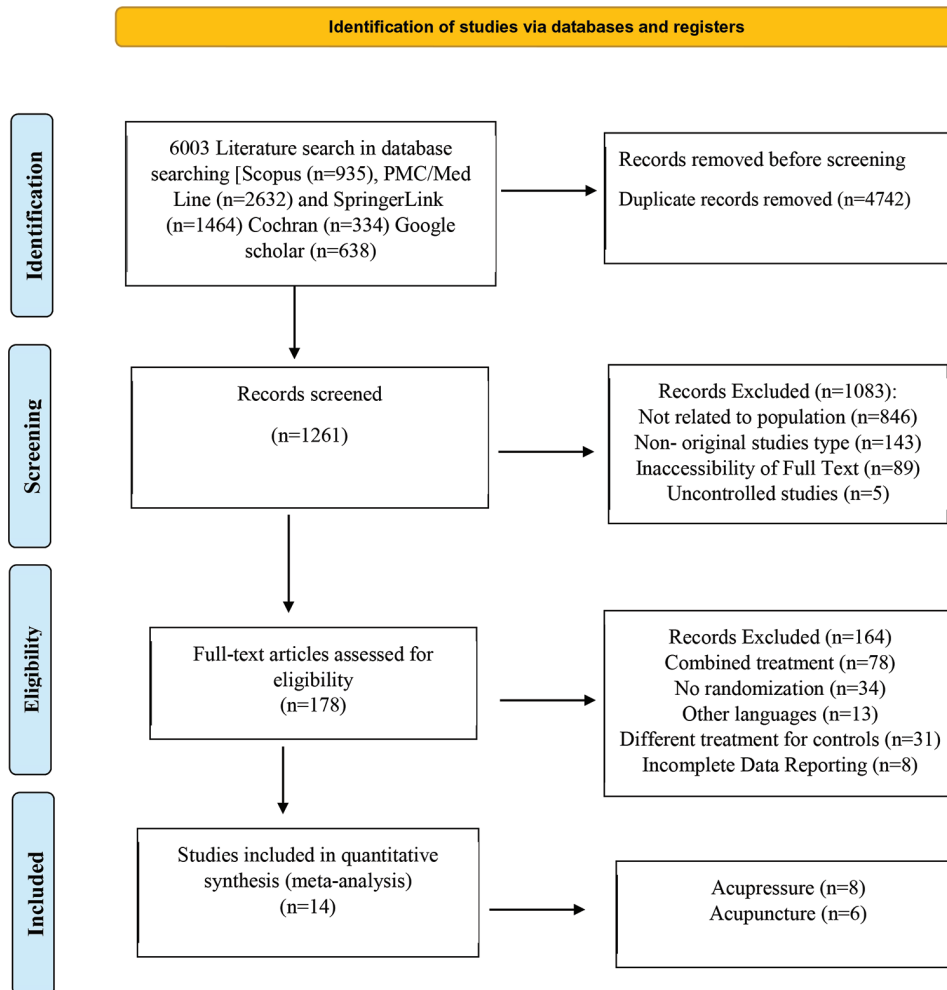 Identification of studies via databases and registers
Identification
6003 Literature search in database
searching [Scopus (n=935), PMC/Med
Line (n=2632) and SpringerLink
(n=1464) Cochran (n=334) Google
scholar (n=638)
Records removed before screening
Duplicate records removed (n=4742)
Screening
Records screened
(n=1261)
Records Excluded (n=1083):
Not related to population (n=846)
Non- original studies type (n=143)
Inaccessibility of Full Text (n=89)
Uncontrolled studies (n=5)
Eligibility
Full-text articles assessed for
eligibility
(n=178)
Records Excluded (n=164)
Combined treatment (n=78)
No randomization (n=34)
Other languages (n=13)
Different treatment for controls (n=31)
Incomplete Data Reporting (n=8)
Included
Studies included in quantitative
synthesis (meta-analysis)
(n=14)
Acupressure (n=8)
Acupuncture (n=6)